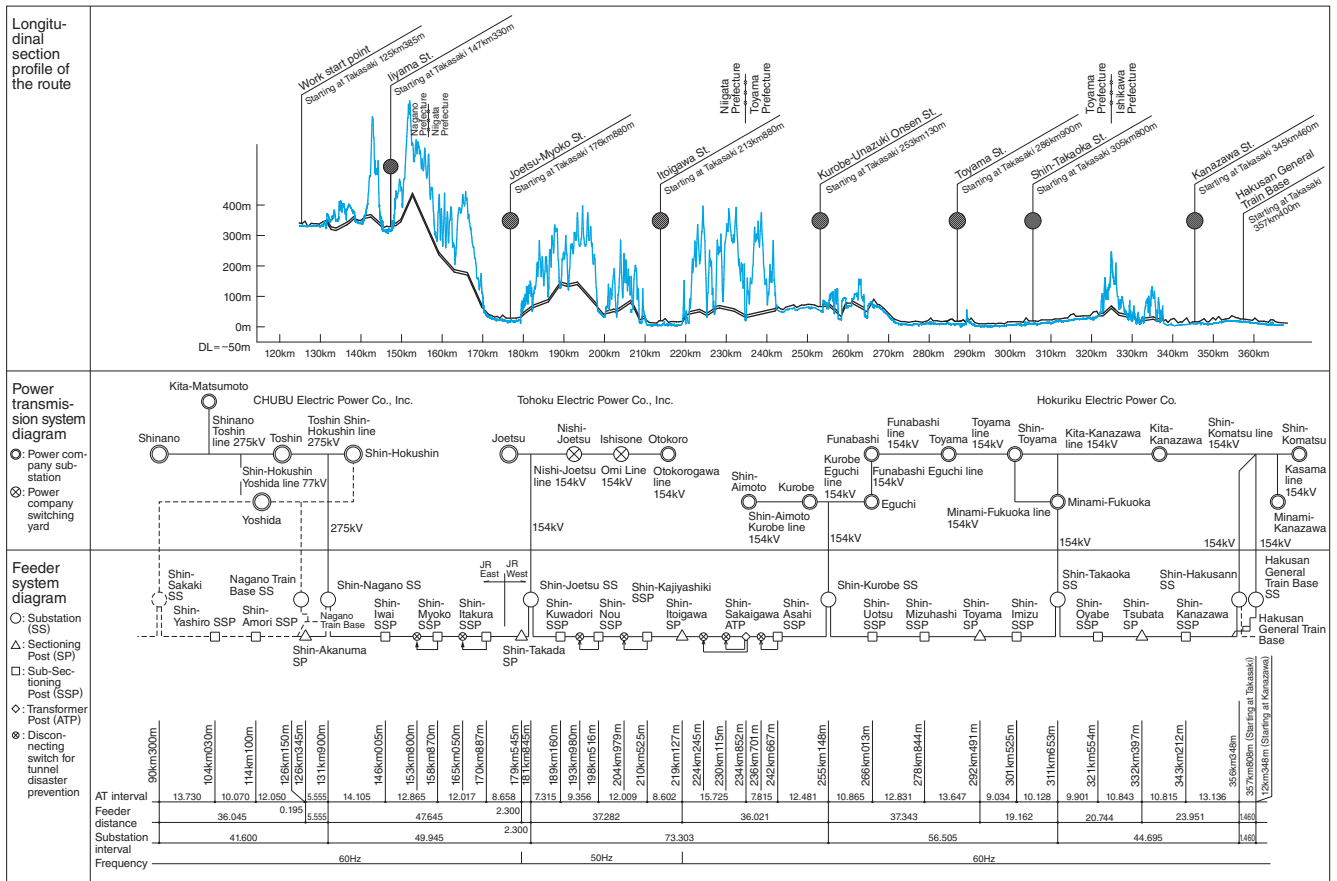 Longitu-
dinal
section
profile of
the route
Work start point
Starting at Takasaki 125km385m
Iiyama St.
Starting at Takasaki 147km330m
Nagano
Prefecture
Niigata
Prefecture
Joetsu-Myoko St.
Starting at Takasaki 176km880m
Itoigawa St.
Starting at Takasaki 213km880m
Niigata
Prefecture
Toyama
Prefecture
Kurobe-Unazuki Onsen St.
Starting at Takasaki 253km130m
Toyama St.
Starting at Takasaki 286km900m
Shin-Takaoka St.
Starting at Takasaki 305km800m
Toyama
Prefecture
Ishikawa
Prefecture
Kanazawa St.
Starting at Takasaki 345km460m
Hakusan General
Train Base
Starting at Takasaki
357km400m
400m
300m
200m
100m
0m
DL=−50m
120km 130km 140km 150km 160km 170km 180km 190km 200km 210km 220km 230km 240km 250km 260km 270km 280km 290km 300km 310km 320km 330km 340km 350km 360km
Power
transmis-
sion system
diagram
: Power com-
pany sub-
station
: Power
company
switching
yard
Kita-Matsumoto
CHUBU Electric Power Co., Inc.
Shinano
Shinano
Toshin
line 275kV
Toshin
Toshin Shin-
Hokushin line
275kV
Shin-Hokushin
Shin-Hokushin
Yoshida line 77kV
Yoshida
275kV
Tohoku Electric Power Co., Inc.
Joetsu
Nishi-
Joetsu
Ishisone
Otokoro
Nishi-Joetsu
line 154kV
Omi Line
154kV
Otokorogawa
line
154kV
154kV
Hokuriku Electric Power Co.
Shin-
Aimoto
Kurobe
Shin-Aimoto
Kurobe line
154kV
Kurobe
Eguchi
line
154kV
Funabashi
Funabashi
line
154kV
Funabashi Eguchi line
154kV
Eguchi
Toyama
Toyama
line
154kV
Shin-
Toyama
Kita-Kanazawa
line 154kV
Kita-
Kanazawa
Shin-
Komatsu line
154kV
Shin-
Komatsu
Kasama
line
154kV
Minami-Fukuoka
Minami-Fukuoka line
154kV
Minami-
Kanazawa
154kV
154kV
154kV
154kV
Feeder
system
diagram
: Substation
(SS)
: Sectioning
Post (SP)
: Sub-Sec-
tioning
Post (SSP)
: Transformer
Post (ATP)
: Discon-
necting
switch for
tunnel
disaster
prevention
Shin-
Sakaki
SS
Shin-
Yashiro SSP
Nagano Train
Base SS
Shin-
Amori SSP
Nagano
Train Base
Shin-Akanuma
SP
Shin-Nagano SS
Shin-
Iwai
SSP
Shin-
Myoko
SSP
Shin-
Itakura
SSP
JR
East
JR
West
Shin-Takada
SP
Shin-Joetsu SS
Shin-
Kuwadori
SSP
Shin-
Nou
SSP
Shin-Kajiyashiki
SSP
Shin-
Itoigawa
SP
Shin-
Sakaigawa
ATP
Shin-
Asahi
SSP
Shin-Kurobe SS
Shin-
Uotsu
SSP
Shin-
Mizuhashi
SSP
Shin-
Toyama
SP
Shin-
Imizu
SSP
Shin-
Takaoka
SS
Shin-
Oyabe
SSP
Shin-
Tsubata
SP
Shin-Hakusann
SS
Shin-
Kanazawa
SSP
Hakusan
General
Train Base SS
Hakusan
General Train
Base
90km300m
104km030m
114km100m
126km150m
126km345m
131km900m
146km005m
153km800m
158km870m
165km050m
170km887m
179km545m
181km845m
189km160m
193km980m
198km516m
204km979m
210km525m
219km127m
224km245m
230km115m
234km852m
236km701m
242km667m
255km148m
266km013m
278km844m
292km491m
301km525m
311km653m
321km554m
332km397m
343km212m
356km348m
357km808m (Starting at Takasaki)
12km348m (Starting at Kanazawa)
AT interval
13.730 10.070 12.050 5.555 14.105 12.865 12.017 8.658 7.315 9.356 12.009 8.602 15.725 7.815 12.481 10.865 12.831 13.647 9.034 10.128 9.901 10.843 10.815 13.136
Feeder
distance
0.195 2.300
36.045 5.555 47.645 37.282 36.021 37.343 19.162 20.744 23.951 1.460
Substation
interval
2.300
41.600 49.945 73.303 56.505 44.695 1.460
Frequency
60Hz 50Hz 60Hz